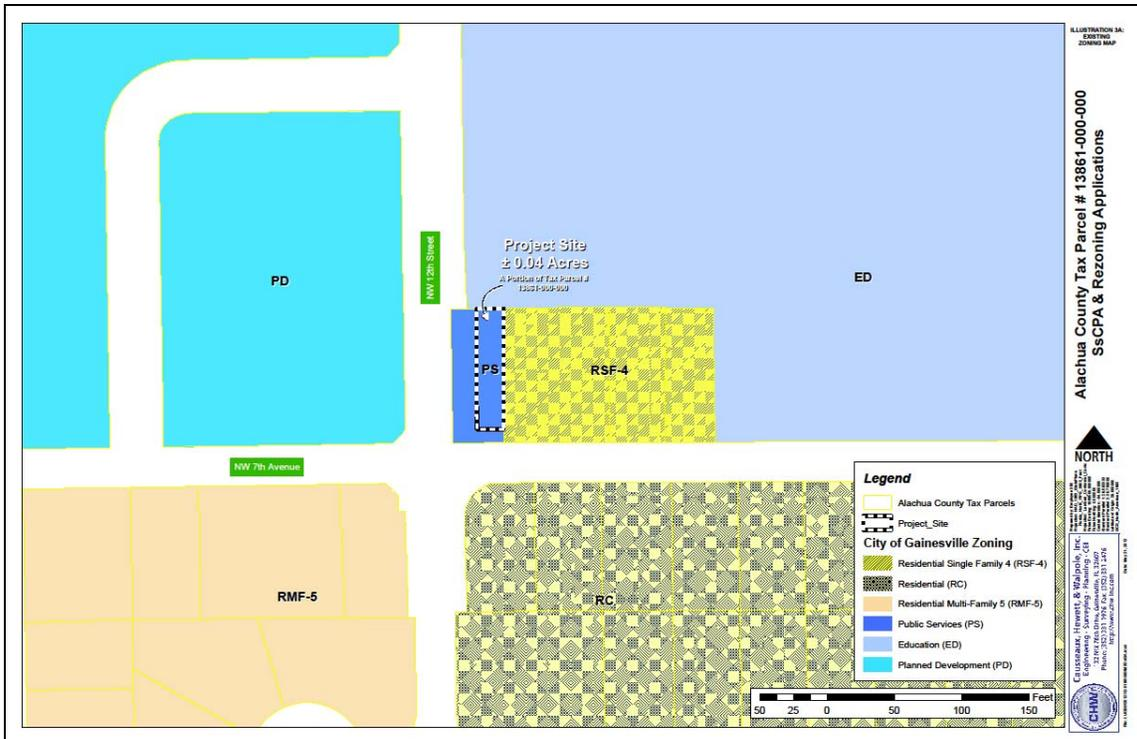 ILLUSTRATION 3A:
EXISTING
ZONING MAP
Alachua County Tax Parcel # 13861-000-000
SsCPA & Rezoning Applications
Project Site
± 0.04 Acres
A Portion of Tax Parcel #
13861-000-000
NW 12th Street
PD
ED
PS
RSF-4
NW 7th Avenue
RMF-5
RC
NORTH
Legend
Alachua County Tax Parcels
Project_Site
City of Gainesville Zoning
Residential Single Family 4 (RSF-4)
Residential (RC)
Residential Multi-Family 5 (RMF-5)
Public Services (PS)
Education (ED)
Planned Development (PD)
Feet
50 25 0 50 100 150
Causseaux, Hewett, & Walpole, Inc.
Engineering · Surveying · Planning · CEI
CHW